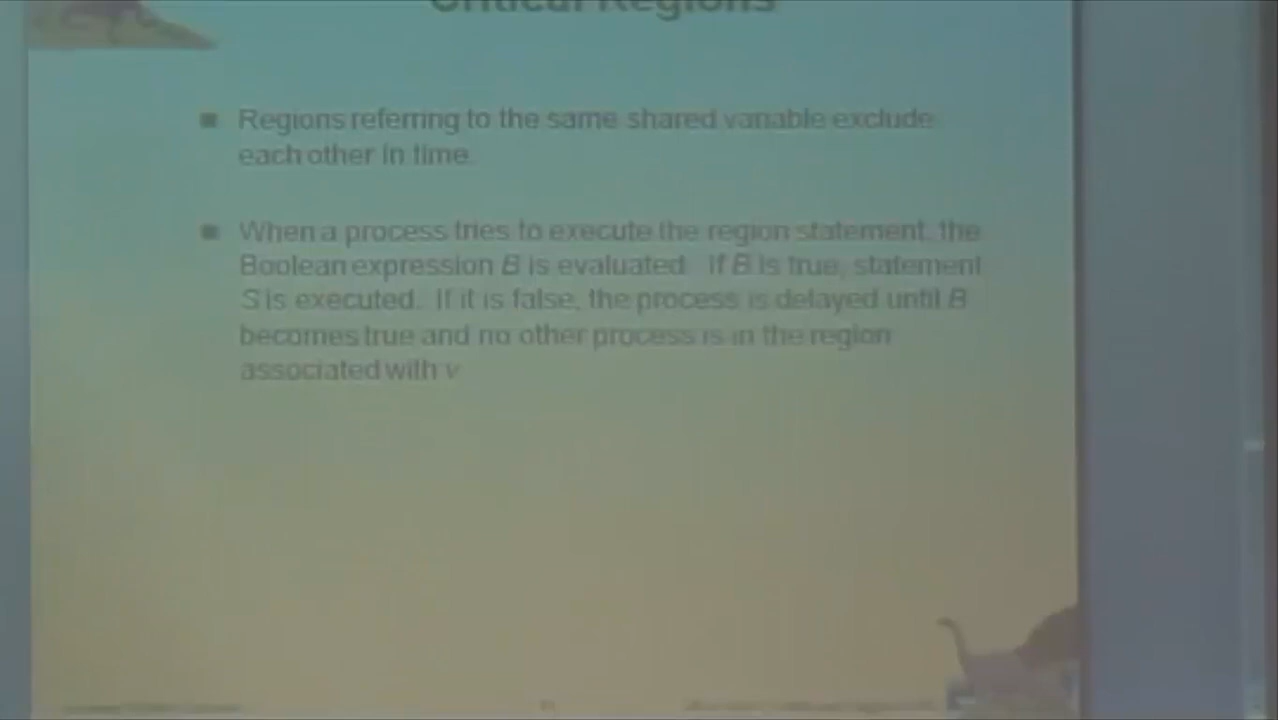 Critical Regions
Regions referring to the same shared variable exclude
each other in time.
When a process tries to execute the region statement, the
Boolean expression B is evaluated. If B is true, statement
S is executed. If it is false, the process is delayed until B
becomes true and no other process is in the region
associated with v